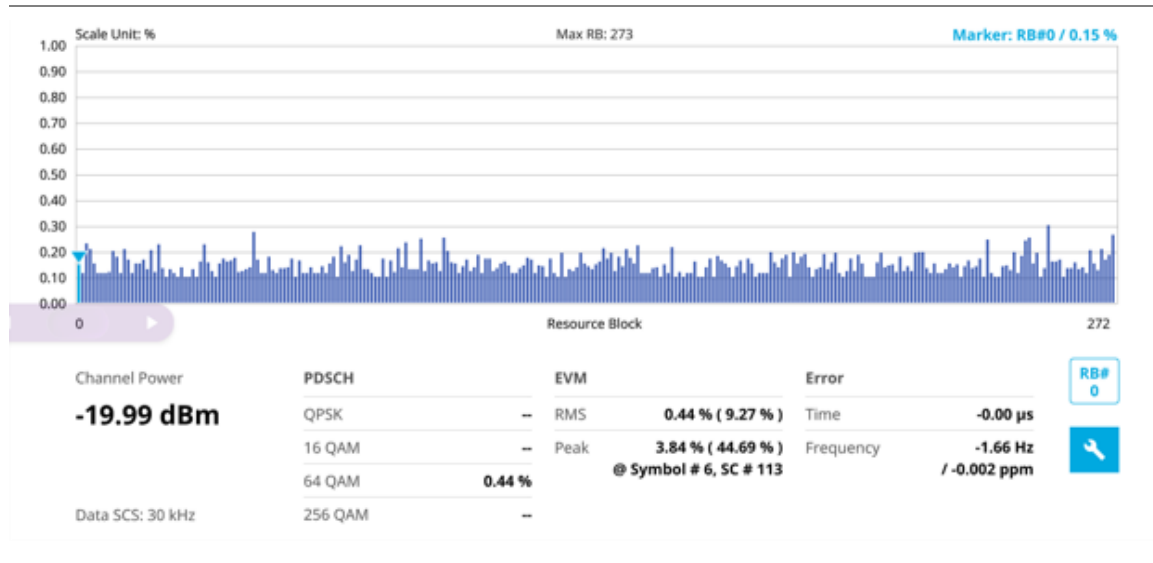 Scale Unit: % Max RB: 273 Marker: RB#0 / 0.15 %
1.00
0.90
0.80
0.70
0.60
0.50
0.40
0.30
0.20
0.10
0.00
0 Resource Block 272
Channel Power PDSCH EVM Error RB# 0
-19.99 dBm QPSK -- RMS 0.44 % ( 9.27 % ) Time -0.00 µs
16 QAM -- Peak 3.84 % ( 44.69 % ) Frequency -1.66 Hz
64 QAM 0.44 % @ Symbol # 6, SC # 113 / -0.002 ppm
Data SCS: 30 kHz 256 QAM --